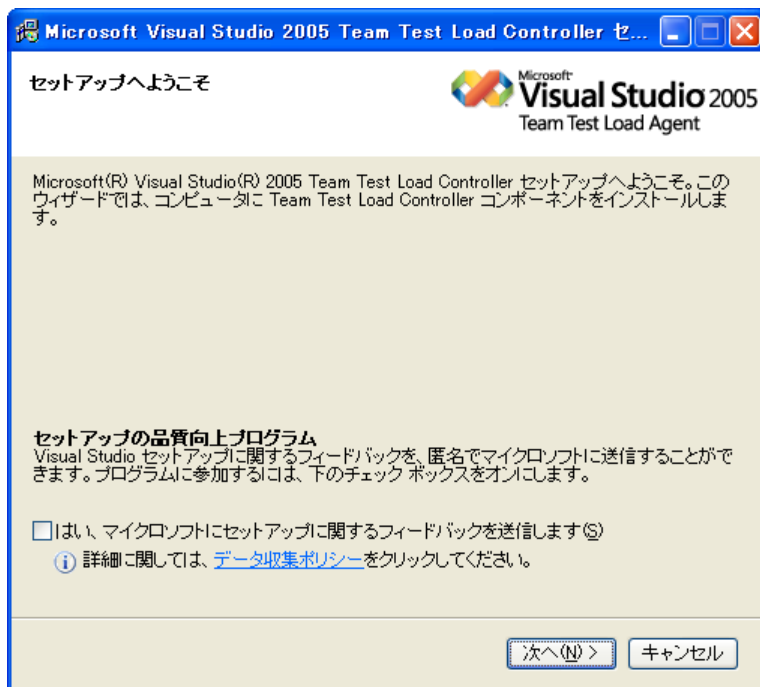 Microsoft Visual Studio 2005 Team Test Load Controller セ...
セットアップへようこそ
Microsoft
Visual Studio 2005
Team Test Load Agent
Microsoft(R) Visual Studio(R) 2005 Team Test Load Controller セットアップへようこそ。この
ウィザードでは、コンピュータに Team Test Load Controller コンポーネントをインストールしま
す。
セットアップの品質向上プログラム
Visual Studio セットアップに関するフィードバックを、匿名でマイクロソフトに送信することがで
きます。プログラムに参加するには、下のチェック ボックスをオンにします。
はい、マイクロソフトにセットアップに関するフィードバックを送信します(S)
詳細に関しては、データ収集ポリシーをクリックしてください。
次へ(N) >
キャンセル